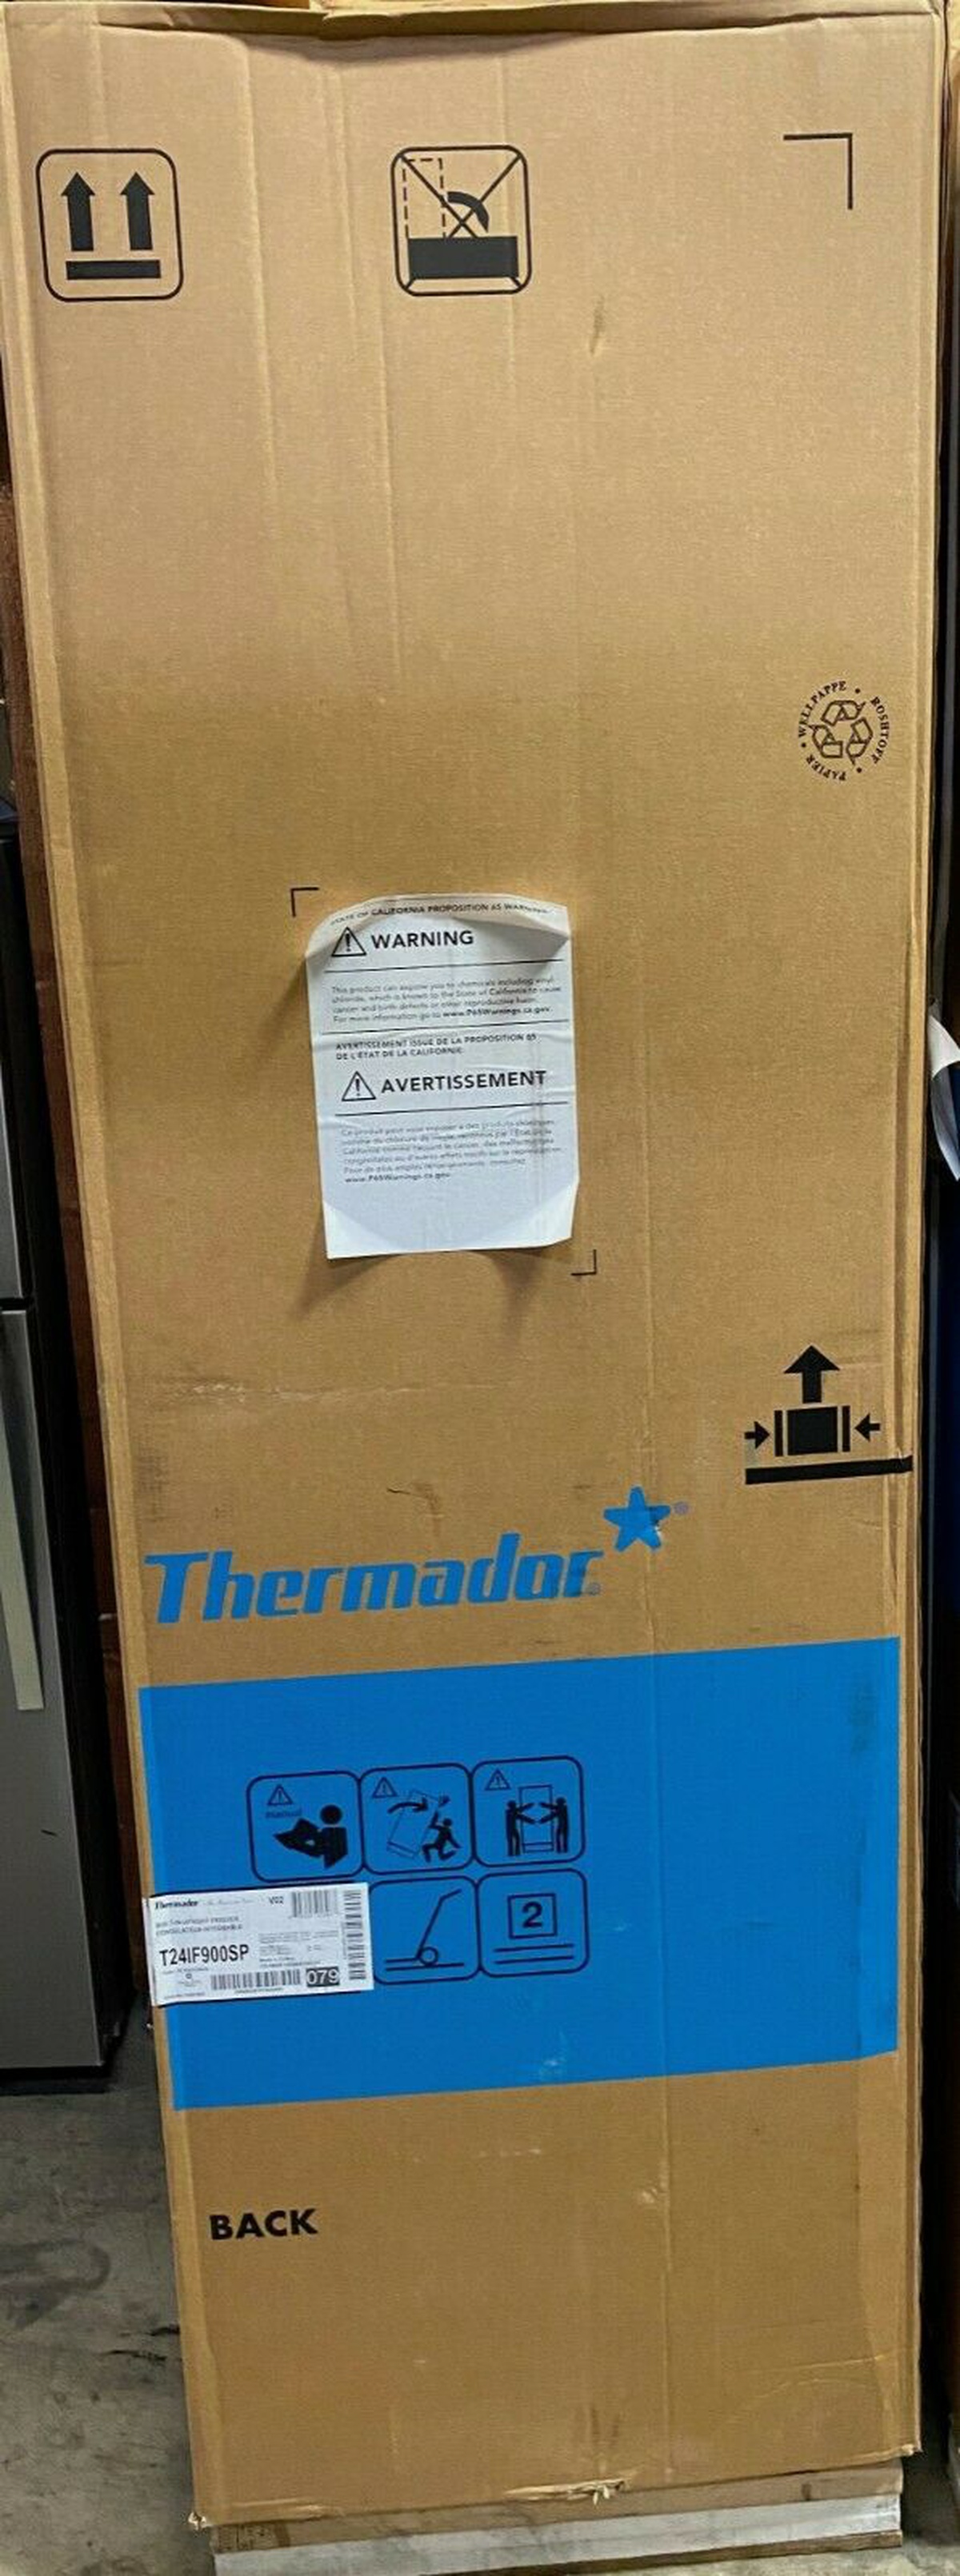 WELLPAPPE • ROSHTOFF • PAPIER •
STATE OF CALIFORNIA PROPOSITION 65 WARNING
WARNING
This product can expose you to chemicals including vinyl
chloride, which is known to the State of California to cause
cancer and birth defects or other reproductive harm.
For more information go to www.P65Warnings.ca.gov.
AVERTISSEMENT ISSUE DE LA PROPOSITION 65
DE L'ÉTAT DE LA CALIFORNIE:
AVERTISSEMENT
www.P65Warnings.ca.gov.
Thermador®
manual
Thermador V02
T24IF900SP
079
2
BACK